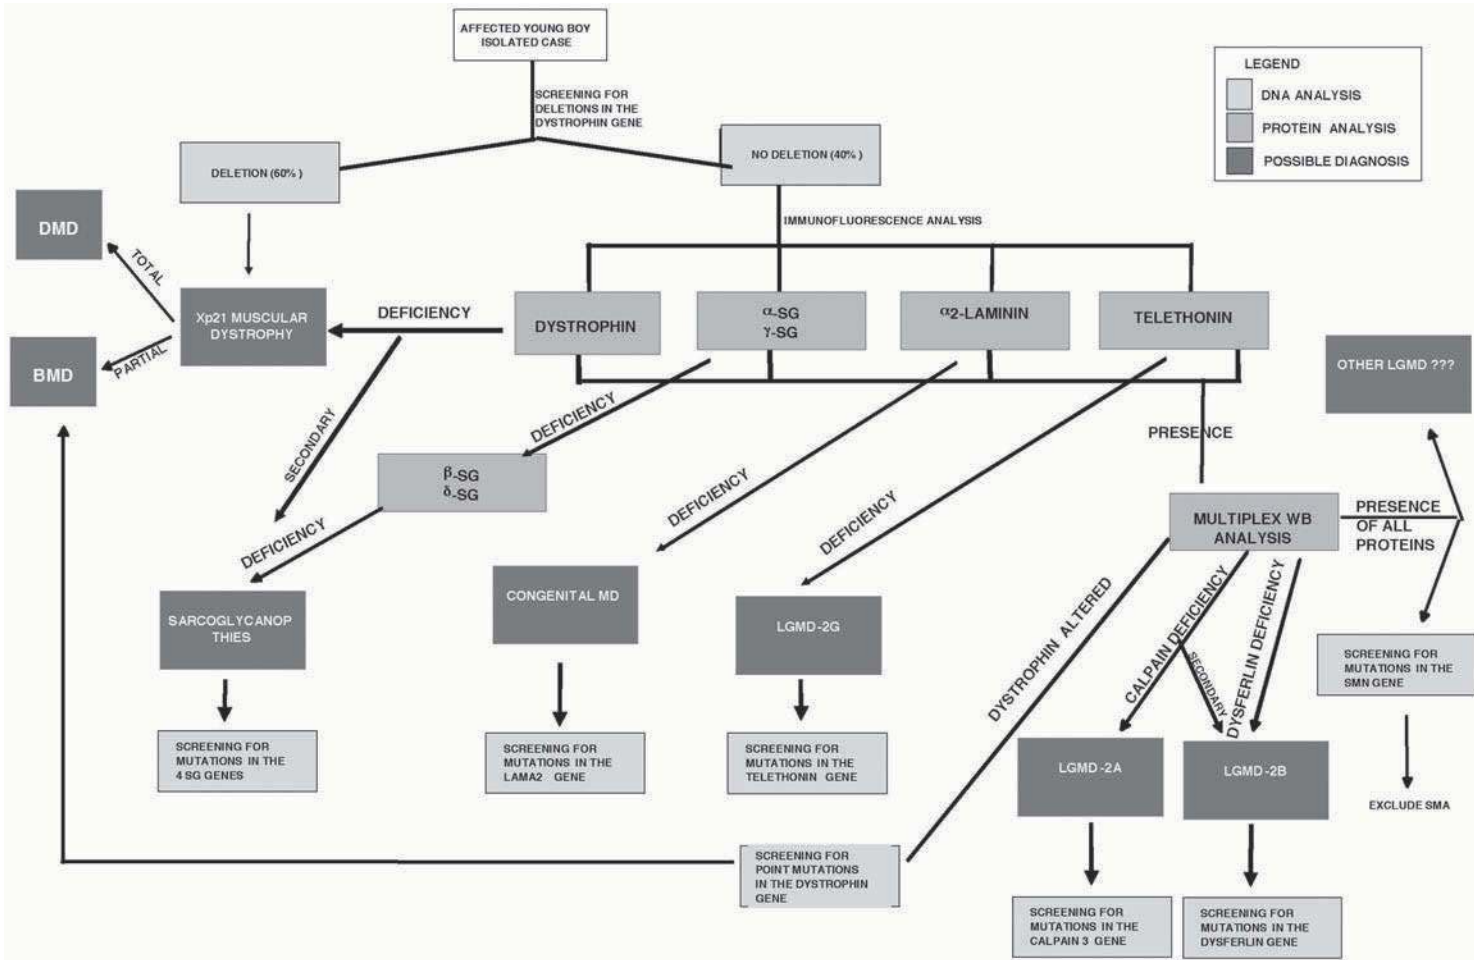 AFFECTED YOUNG BOY
ISOLATED CASE
LEGEND
DNA ANALYSIS
PROTEIN ANALYSIS
POSSIBLE DIAGNOSIS
SCREENING FOR
DELETIONS IN THE
DYSTROPHIN GENE
DELETION (60% )
NO DELETION (40% )
IMMUNOFLUORESCENCE ANALYSIS
DMD
TOTAL
Xp21 MUSCULAR
DYSTROPHY
PARTIAL
BMD
DEFICIENCY
DYSTROPHIN
α-SG
γ-SG
α2-LAMININ
TELETHONIN
OTHER LGMD ???
SECONDARY
DEFICIENCY
β-SG
δ-SG
DEFICIENCY
DEFICIENCY
DEFICIENCY
PRESENCE
MULTIPLEX WB
ANALYSIS
PRESENCE
OF ALL
PROTEINS
SARCOGLYCANOP
THIES
CONGENITAL MD
LGMD-2G
DYSTROPHIN ALTERED
CALPAIN DEFICIENCY
SECONDARY
DYSFERLIN DEFICIENCY
SCREENING FOR
MUTATIONS IN THE
SMN GENE
SCREENING FOR
MUTATIONS IN THE
4 SG GENES
SCREENING FOR
MUTATIONS IN THE
LAMA2 GENE
SCREENING FOR
MUTATIONS IN THE
TELETHONIN GENE
LGMD-2A
LGMD-2B
EXCLUDE SMA
SCREENING FOR
POINT MUTATIONS
IN THE DYSTROPHIN
GENE
SCREENING FOR
MUTATIONS IN THE
CALPAIN 3 GENE
SCREENING FOR
MUTATIONS IN THE
DYSFERLIN GENE